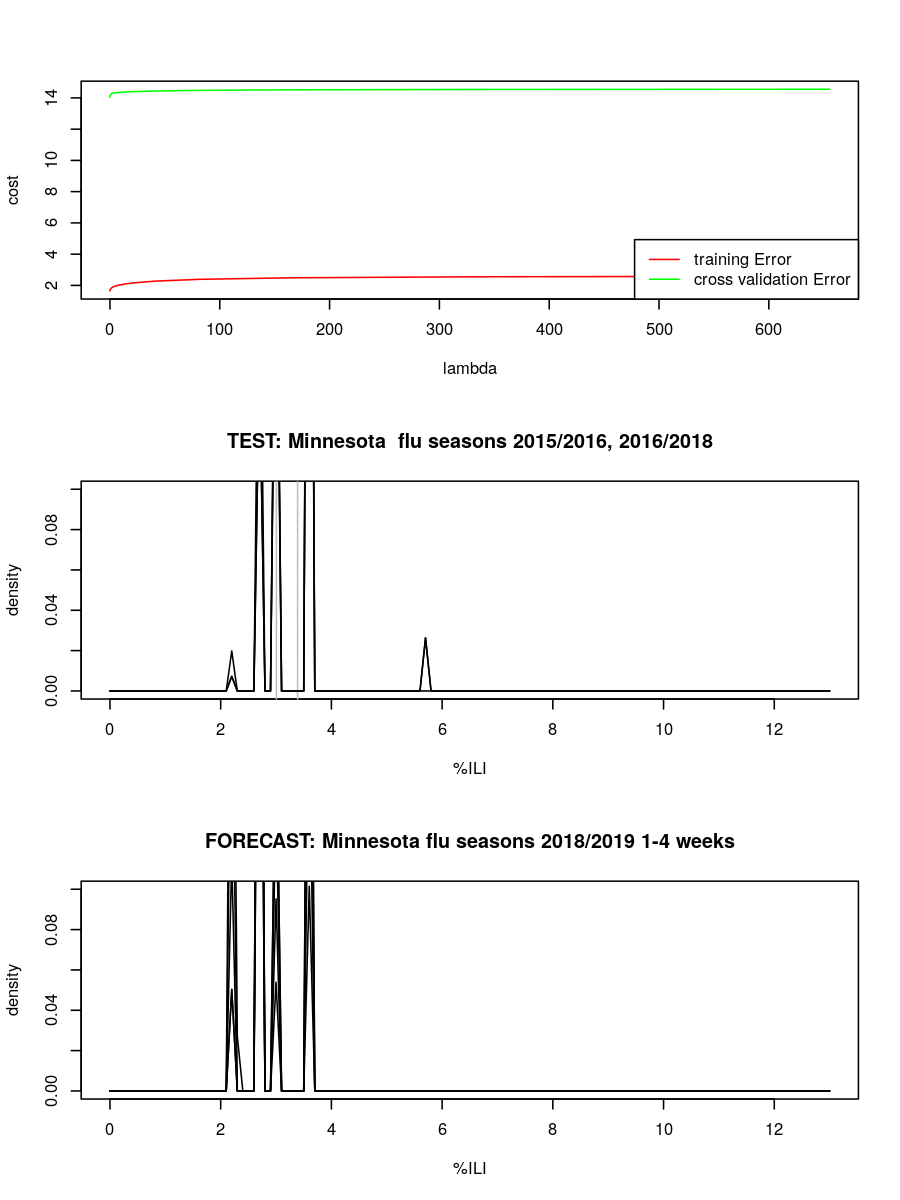 cost
14
10
8
6
4
2
training Error
cross validation Error
0 100 200 300 400 500 600
lambda
TEST: Minnesota  flu seasons 2015/2016, 2016/2018
density
0.08
0.04
0.00
0 2 4 6 8 10 12
%ILI
FORECAST: Minnesota flu seasons 2018/2019 1-4 weeks
density
0.08
0.04
0.00
0 2 4 6 8 10 12
%ILI